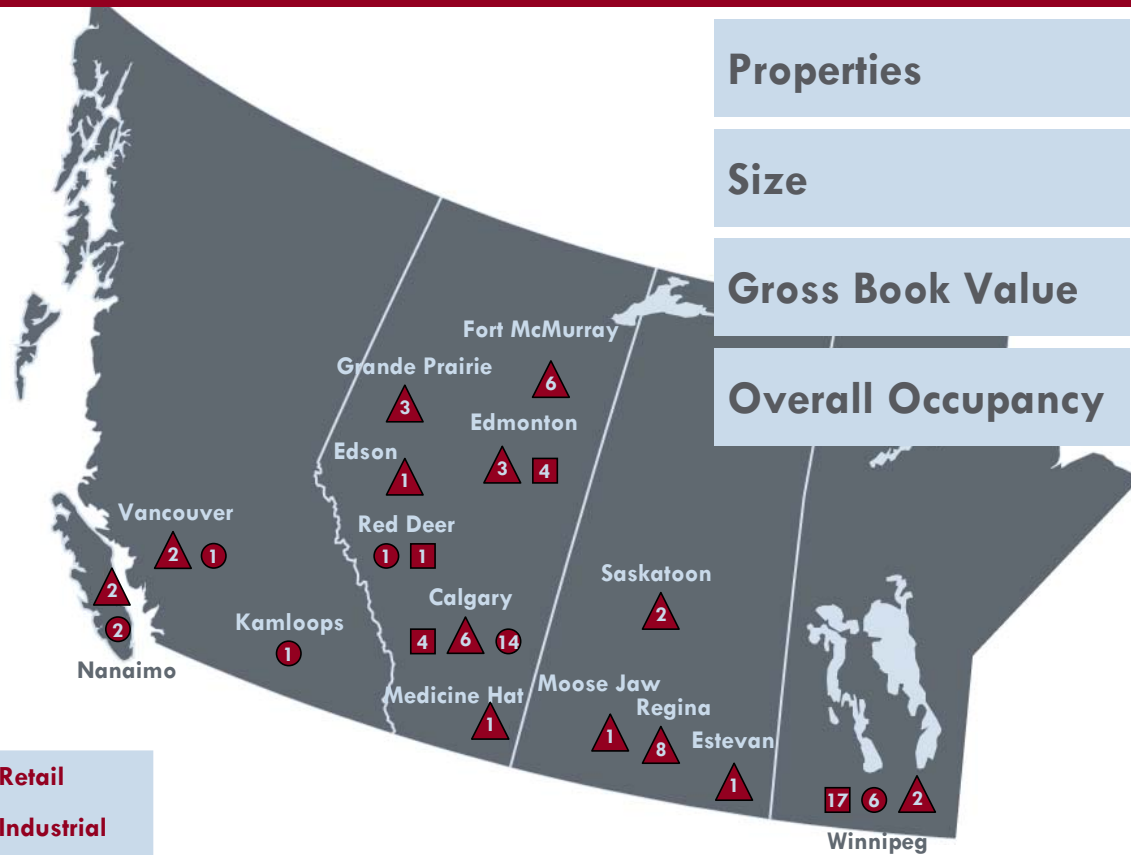 Properties
Size
Gross Book Value
Overall Occupancy
Fort McMurray
6
Grande Prairie
3
Edmonton
3 4
Edson
1
Vancouver
2 1
Red Deer
1 1
Saskatoon
2
2
2
Nanaimo
Kamloops
1
Calgary
4 6 14
Medicine Hat
1
Moose Jaw
1
Regina
8
Estevan
1
17 6 2
Winnipeg
Retail
Industrial